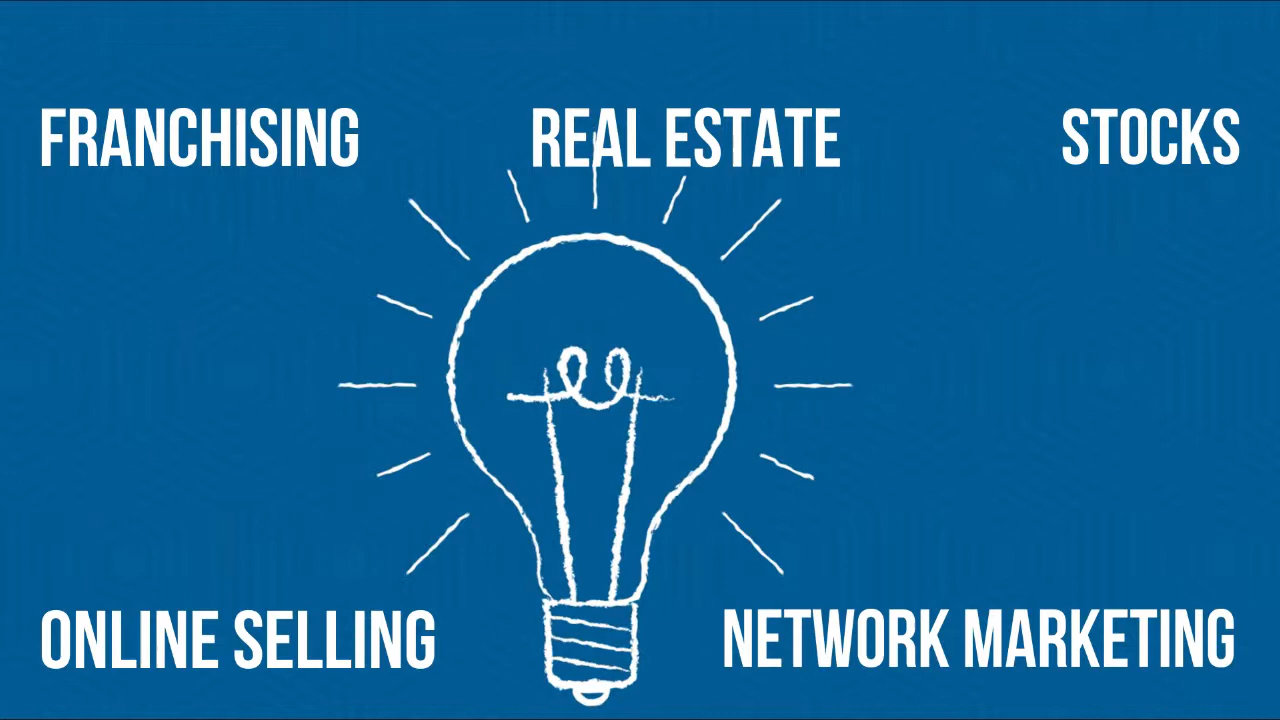 FRANCHISING
REAL ESTATE
STOCKS
ONLINE SELLING
NETWORK MARKETING